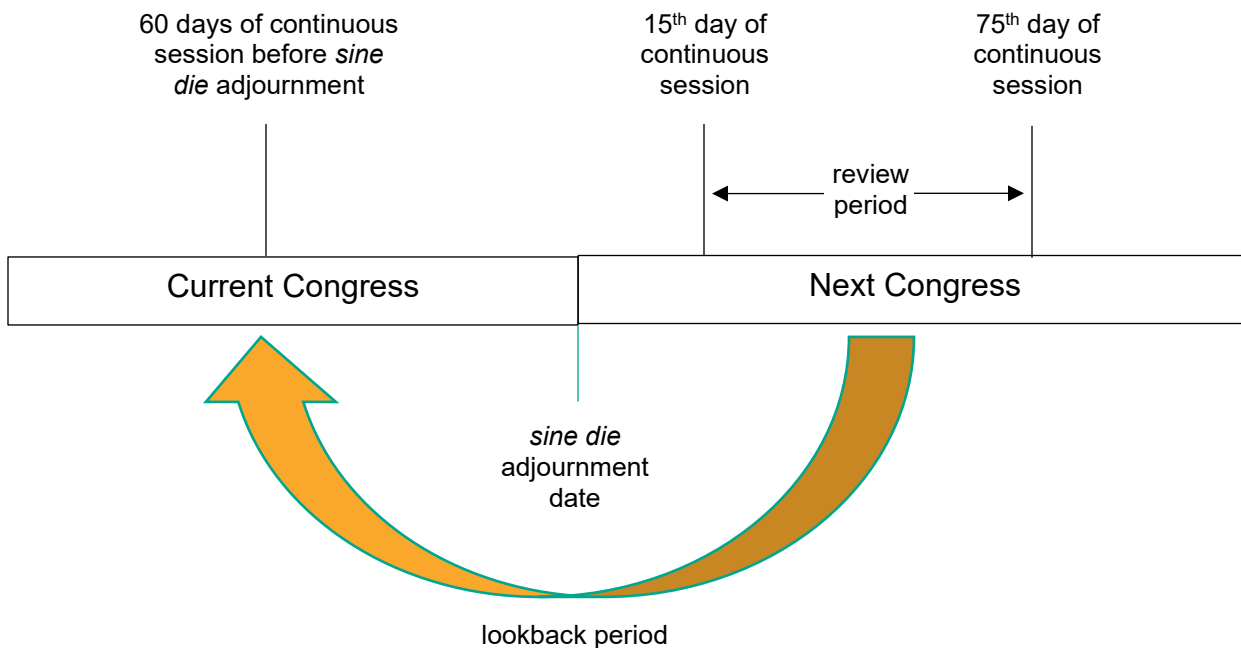 60 days of continuous
session before sine
die adjournment
15th day of
continuous
session
75th day of
continuous
session
review
period
Current Congress
Next Congress
sine die
adjournment
date
lookback period